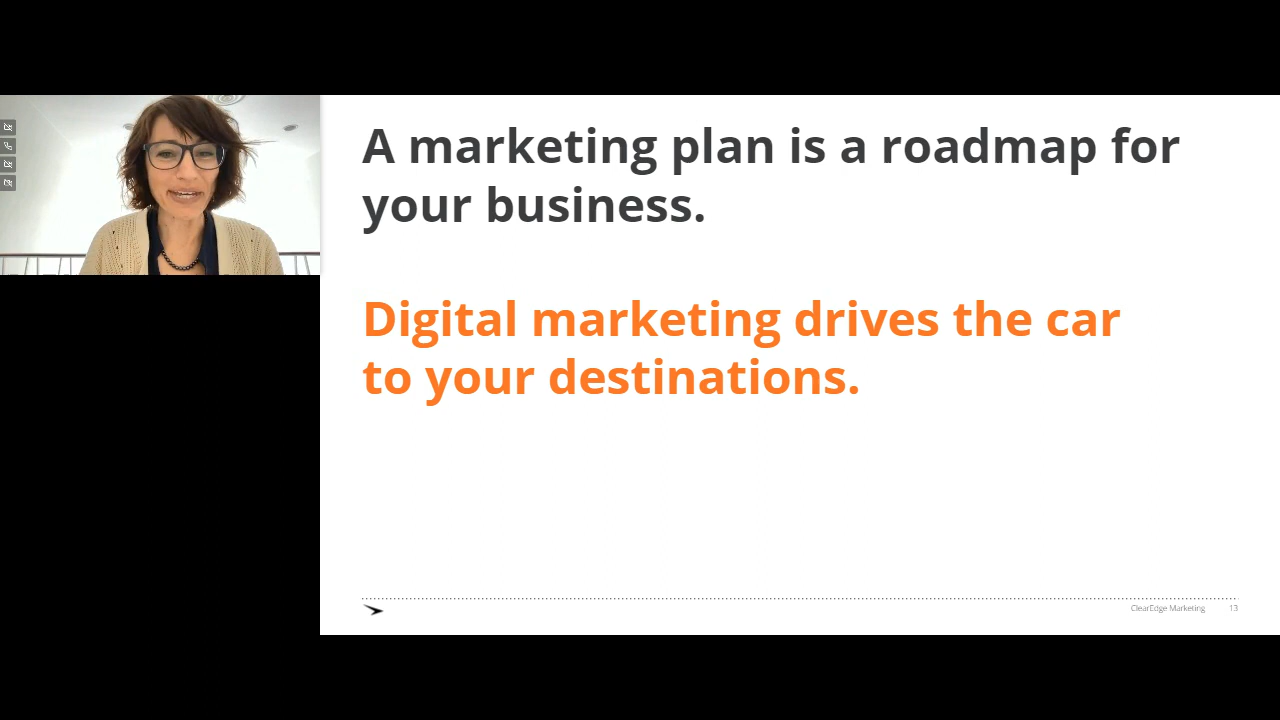 A marketing plan is a roadmap for
your business.
Digital marketing drives the car
to your destinations.
ClearEdge Marketing 13